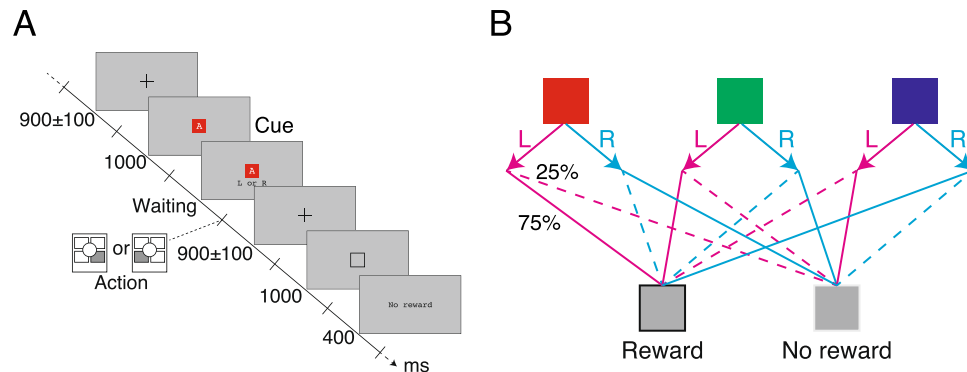 A
B
900±100
A
Cue
1000
A
L or R
Waiting
or
Action
900±100
1000
No reward
400
ms
L
R
L
R
L
R
25%
75%
Reward
No reward